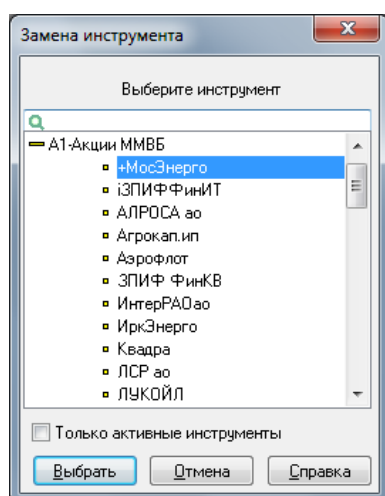 Замена инструмента
Выберите инструмент
А1-Акции ММВБ
+МосЭнерго
iЗПИФФинИТ
АЛРОСА ао
Агрокап.ип
Аэрофлот
ЗПИФ ФинКВ
ИнтерРАОао
ИркЭнерго
Квадра
ЛСР ао
ЛУКОЙЛ
Только активные инструменты
Выбрать Отмена Справка